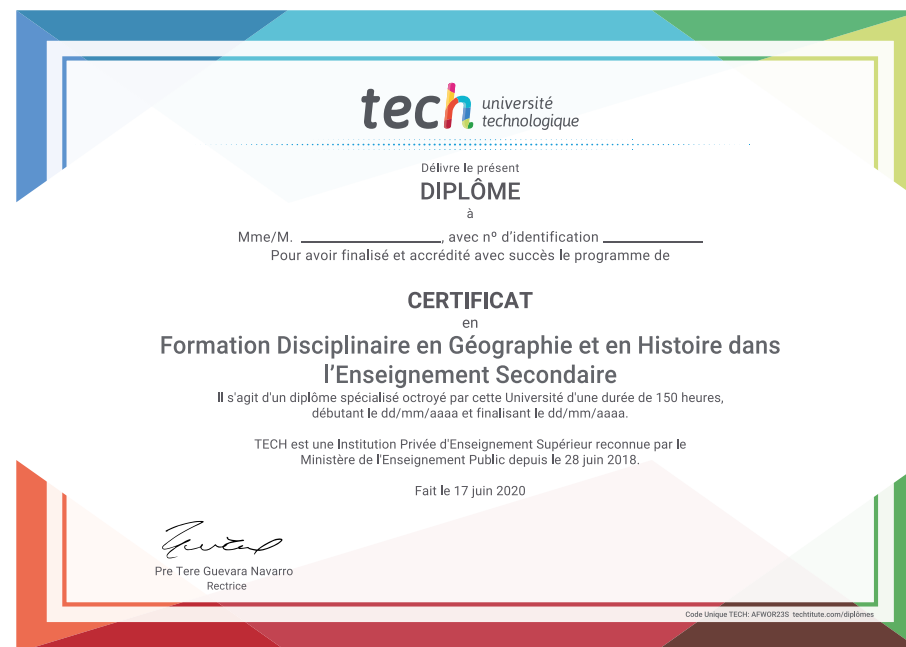 tech université
technologique
Délivre le présent
DIPLÔME
à
Mme/M. ____________________, avec nº d’identification ______________
Pour avoir finalisé et accrédité avec succès le programme de
CERTIFICAT
en
Formation Disciplinaire en Géographie et en Histoire dans
l’Enseignement Secondaire
Il s'agit d'un diplôme spécialisé octroyé par cette Université d'une durée de 150 heures,
débutant le dd/mm/aaaa et finalisant le dd/mm/aaaa.
TECH est une Institution Privée d'Enseignement Supérieur reconnue par le
Ministère de l'Enseignement Public depuis le 28 juin 2018.
Fait le 17 juin 2020
Pre Tere Guevara Navarro
Rectrice
Code Unique TECH: AFWOR23S techtitute.com/diplômes